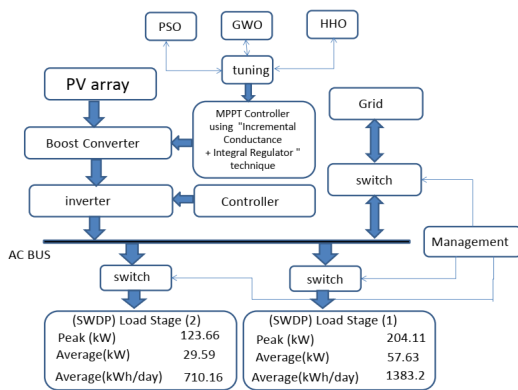 PSO
GWO
HHO
tuning
PV array
MPPT Controller
using "Incremental
Conductance
+ Integral Regulator "
technique
Grid
Boost Converter
switch
inverter
Controller
AC BUS
Management
switch
switch
(SWDP) Load Stage (2)
Peak (kW) 123.66
Average(kW) 29.59
Average(kWh/day) 710.16
(SWDP) Load Stage (1)
Peak (kW) 204.11
Average(kW) 57.63
Average(kWh/day) 1383.2